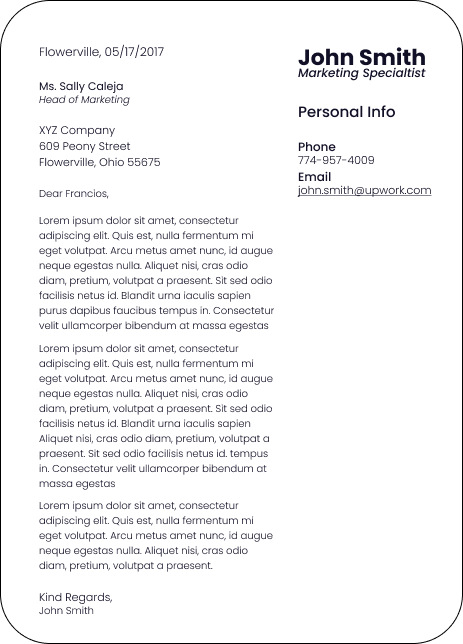 Flowerville, 05/17/2017
Ms. Sally Caleja
Head of Marketing
XYZ Company
609 Peony Street
Flowerville, Ohio 55675
Dear Francios,
Lorem ipsum dolor sit amet, consectetur
adipiscing elit. Quis est, nulla fermentum mi
eget volutpat. Arcu metus amet nunc, id augue
neque egestas nulla. Aliquet nisi, cras odio
diam, pretium, volutpat a praesent. Sit sed odio
facilisis netus id. Blandit urna iaculis sapien
purus dapibus faucibus tempus in. Consectetur
velit ullamcorper bibendum at massa egestas
Lorem ipsum dolor sit amet, consectetur
adipiscing elit. Quis est, nulla fermentum mi
eget volutpat. Arcu metus amet nunc, id augue
neque egestas nulla. Aliquet nisi, cras odio
diam, pretium, volutpat a praesent. Sit sed odio
facilisis netus id. Blandit urna iaculis sapien
Aliquet nisi, cras odio diam, pretium, volutpat a
praesent. Sit sed odio facilisis netus id. tempus
in. Consectetur velit ullamcorper bibendum at
massa egestas
Lorem ipsum dolor sit amet, consectetur
adipiscing elit. Quis est, nulla fermentum mi
eget volutpat. Arcu metus amet nunc, id augue
neque egestas nulla. Aliquet nisi, cras odio
diam, pretium, volutpat a praesent.
Kind Regards,
John Smith
John Smith
Marketing Specialtist
Personal Info
Phone
774-957-4009
Email
john.smith@upwork.com